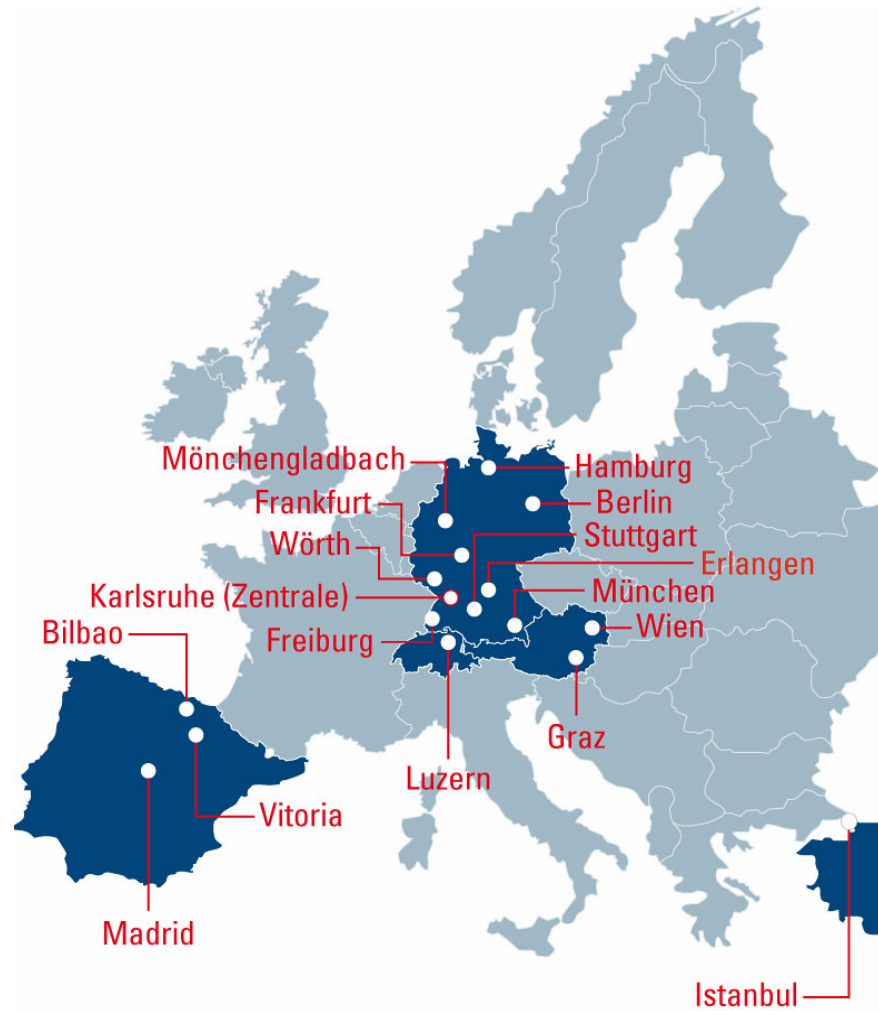 Mönchengladbach
Hamburg
Frankfurt
Berlin
Wörth
Stuttgart
Erlangen
Karlsruhe (Zentrale)
München
Bilbao
Freiburg
Wien
Graz
Luzern
Vitoria
Madrid
Istanbul